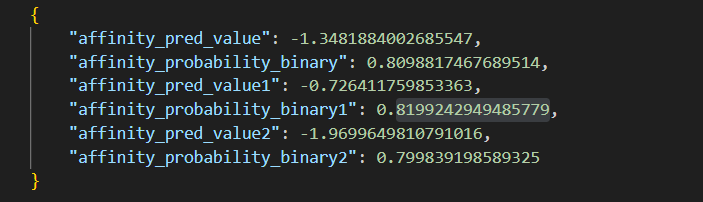 {
"affinity_pred_value": -1.3481884002685547,
"affinity_probability_binary": 0.8098817467689514,
"affinity_pred_value1": -0.726411759853363,
"affinity_probability_binary1": 0.8199242949485779,
"affinity_pred_value2": -1.9699649810791016,
"affinity_probability_binary2": 0.799839198589325
}